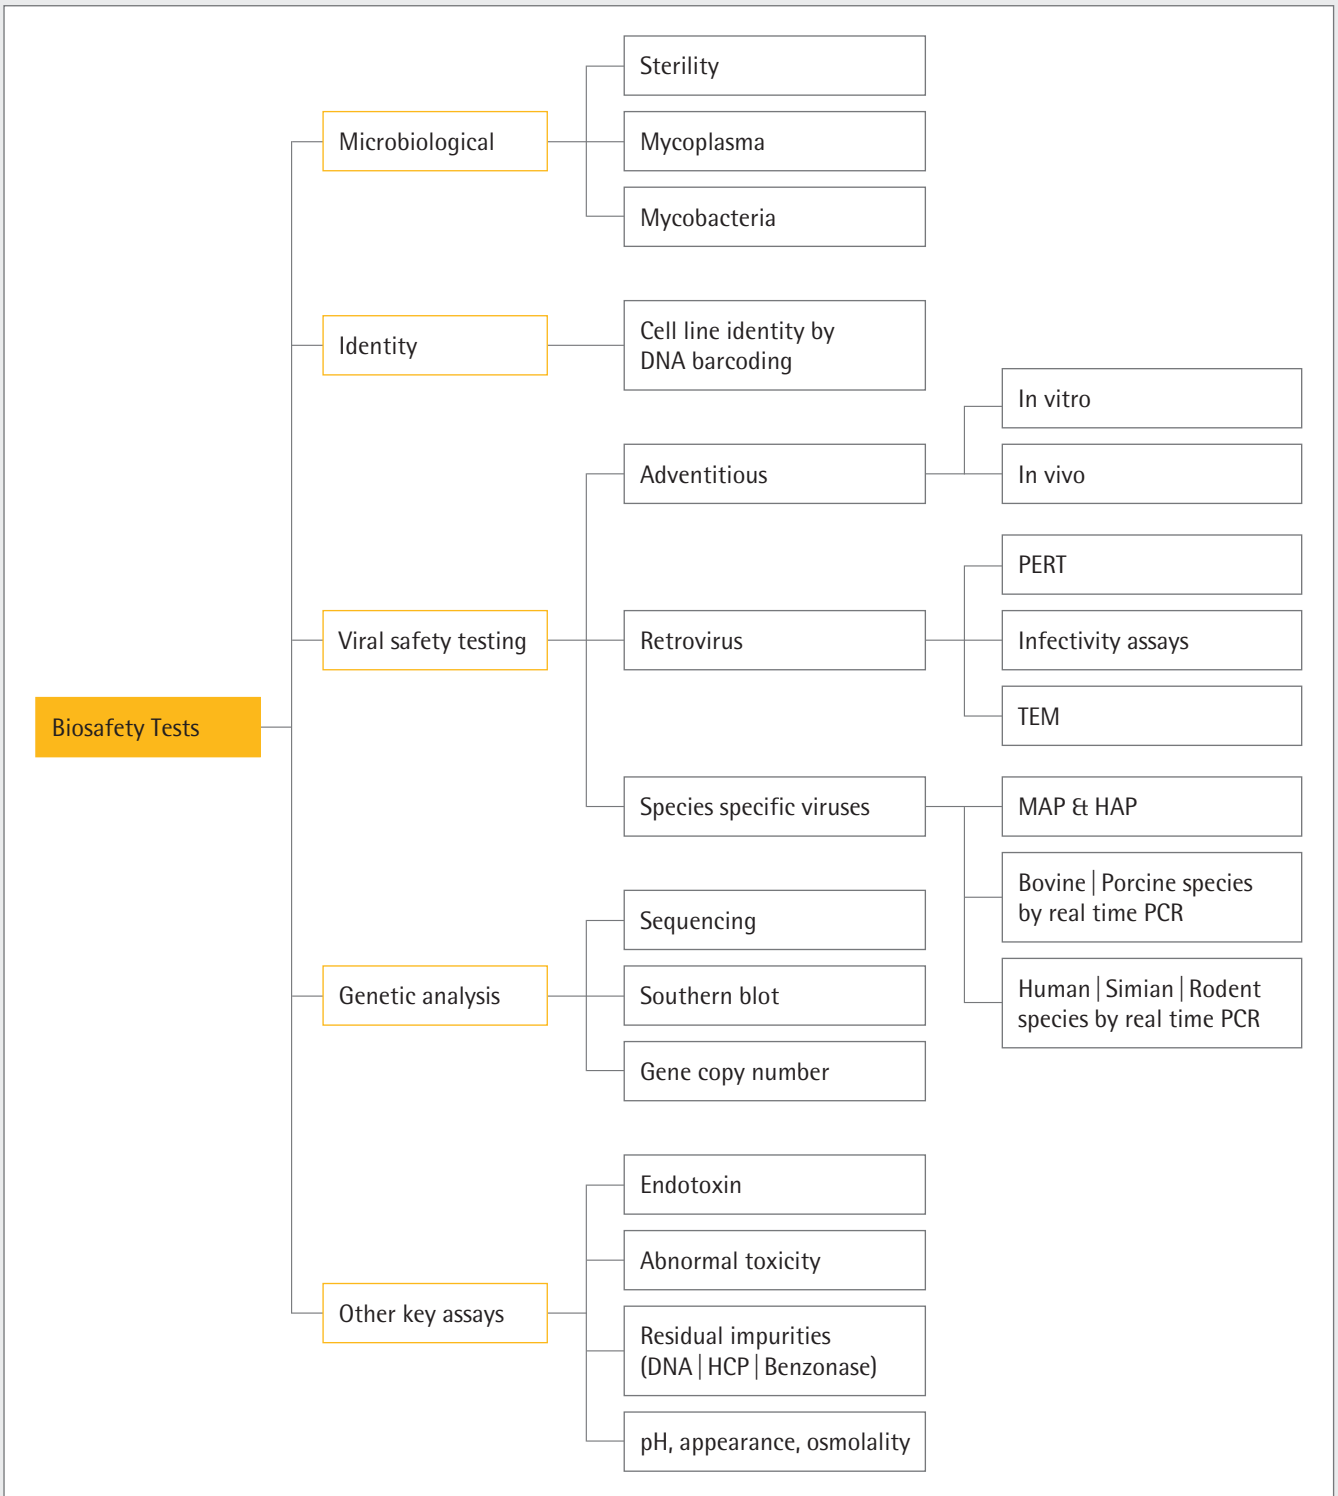 Biosafety Tests
Microbiological
Sterility
Mycoplasma
Mycobacteria
Identity
Cell line identity by
DNA barcoding
Viral safety testing
Adventitious
In vitro
In vivo
Retrovirus
PERT
Infectivity assays
TEM
Species specific viruses
MAP & HAP
Bovine | Porcine species
by real time PCR
Human | Simian | Rodent
species by real time PCR
Genetic analysis
Sequencing
Southern blot
Gene copy number
Other key assays
Endotoxin
Abnormal toxicity
Residual impurities
(DNA | HCP | Benzonase)
pH, appearance, osmolality